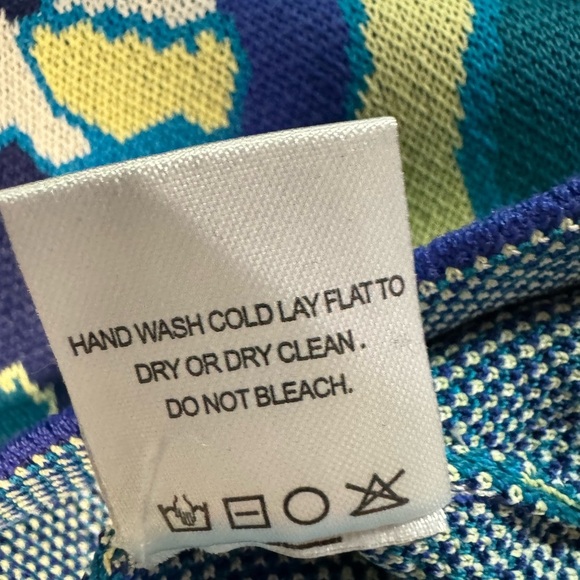 HAND WASH COLD LAY FLAT TO
DRY OR DRY CLEAN.
DO NOT BLEACH.